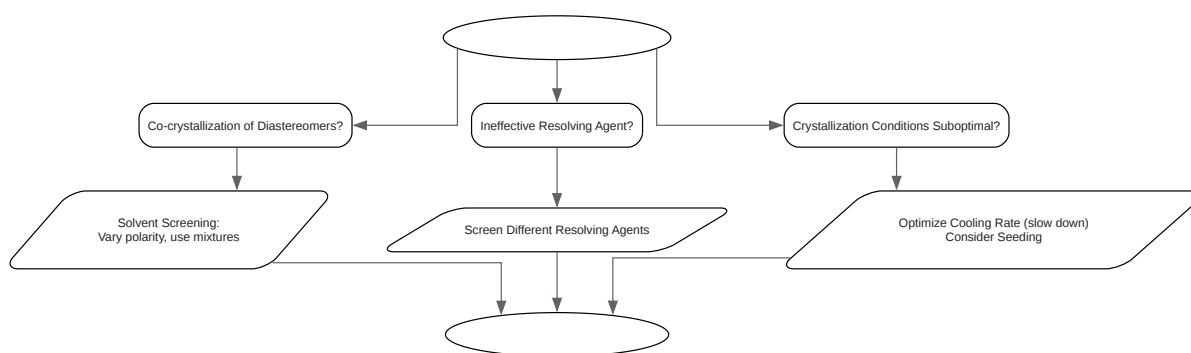 Co-crystallization of Diastereomers?
Ineffective Resolving Agent?
Crystallization Conditions Suboptimal?
Solvent Screening:
Vary polarity, use mixtures
Screen Different Resolving Agents
Optimize Cooling Rate (slow down)
Consider Seeding